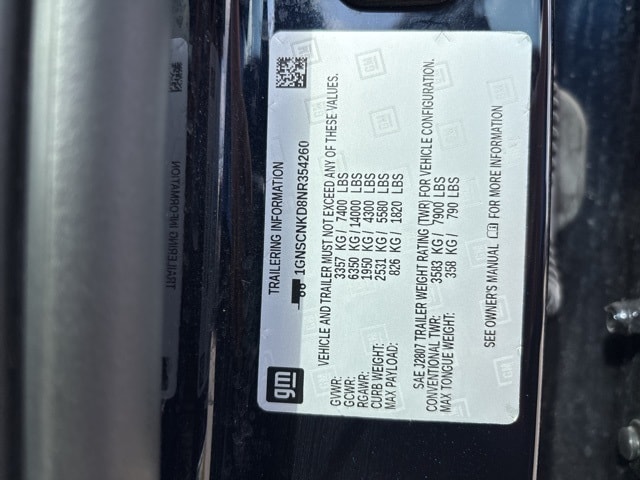 gm
TRAILERING INFORMATION
1GNSCNKD8NR354260
VEHICLE AND TRAILER MUST NOT EXCEED ANY OF THESE VALUES.
GVWR: 3357 KG / 7400 LBS
GCWR: 6350 KG / 14000 LBS
RGAWR: 1950 KG / 4300 LBS
CURB WEIGHT: 2531 KG / 5580 LBS
MAX PAYLOAD: 826 KG / 1820 LBS
SAE J2807 TRAILER WEIGHT RATING (TWR) FOR VEHICLE CONFIGURATION.
CONVENTIONAL TWR: 3583 KG / 7900 LBS
MAX TONGUE WEIGHT: 358 KG / 790 LBS
SEE OWNER'S MANUAL FOR MORE INFORMATION
TRAILERING INFORMATION